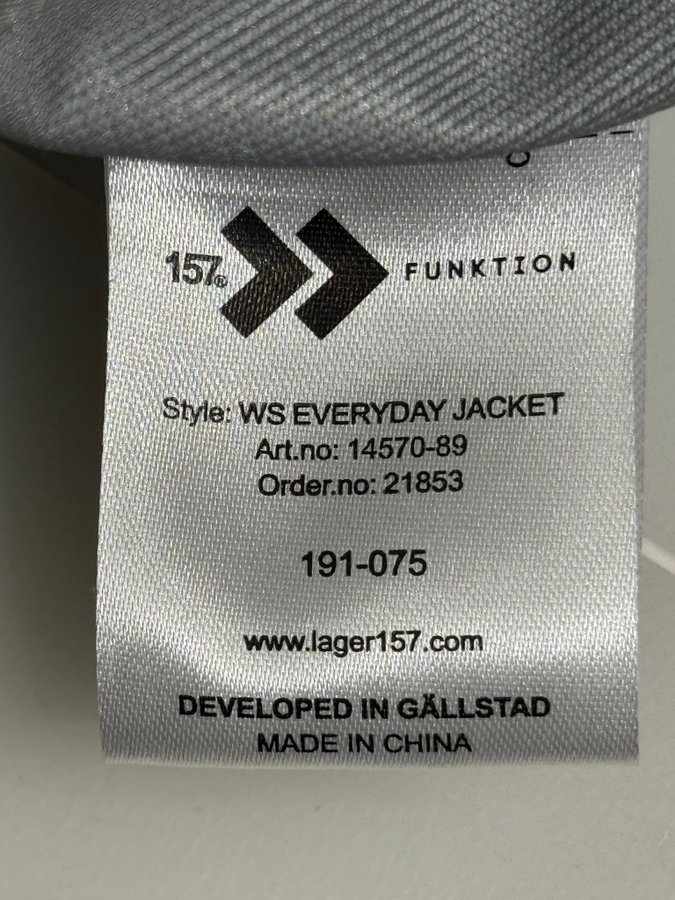 157® FUNKTION
Style: WS EVERYDAY JACKET
Art.no: 14570-89
Order.no: 21853
191-075
www.lager157.com
DEVELOPED IN GÄLLSTAD
MADE IN CHINA